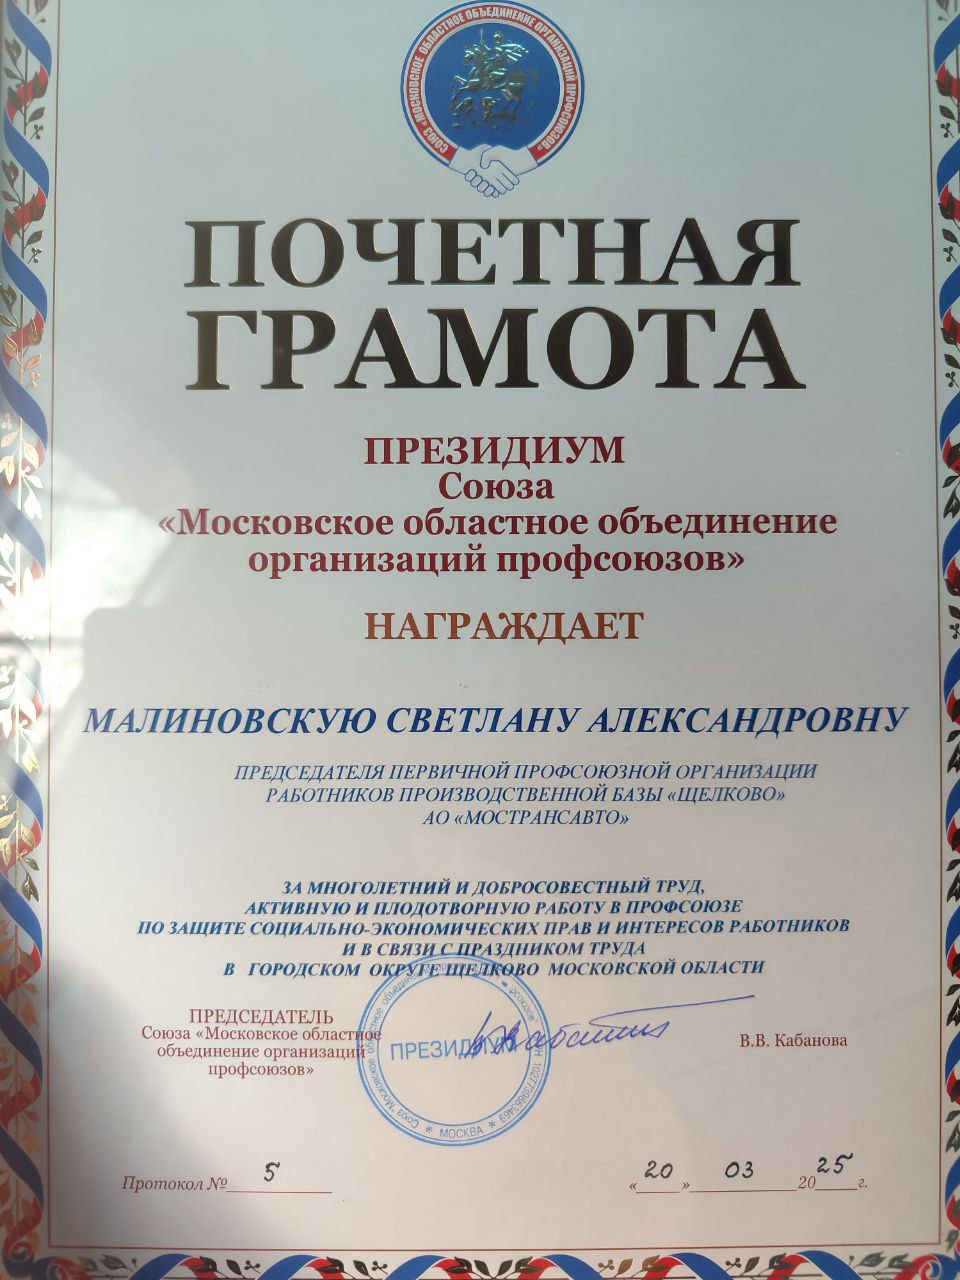 СОЮЗ «МОСКОВСКОЕ ОБЛАСТНОЕ ОБЪЕДИНЕНИЕ ОРГАНИЗАЦИЙ ПРОФСОЮЗОВ»
ПОЧЕТНАЯ
ГРАМОТА
ПРЕЗИДИУМ
Союза
«Московское областное объединение
организаций профсоюзов»
НАГРАЖДАЕТ
МАЛИНОВСКУЮ СВЕТЛАНУ АЛЕКСАНДРОВНУ
ПРЕДСЕДАТЕЛЯ ПЕРВИЧНОЙ ПРОФСОЮЗНОЙ ОРГАНИЗАЦИИ
РАБОТНИКОВ ПРОИЗВОДСТВЕННОЙ БАЗЫ «ЩЕЛКОВО»
АО «МОСТРАНСАВТО»
ЗА МНОГОЛЕТНИЙ И ДОБРОСОВЕСТНЫЙ ТРУД,
АКТИВНУЮ И ПЛОДОТВОРНУЮ РАБОТУ В ПРОФСОЮЗЕ
ПО ЗАЩИТЕ СОЦИАЛЬНО-ЭКОНОМИЧЕСКИХ ПРАВ И ИНТЕРЕСОВ РАБОТНИКОВ
И В СВЯЗИ С ПРАЗДНИКОМ ТРУДА
В ГОРОДСКОМ ОКРУГЕ ЩЕЛКОВО МОСКОВСКОЙ ОБЛАСТИ
ПРЕДСЕДАТЕЛЬ
Союза «Московское областное
объединение организаций
профсоюзов»
Союз "Московское областное
ПРЕЗИДИУМ
* МОСКВА *
В.В. Кабанова
Протокол № 5
«20» 03 2025 г.